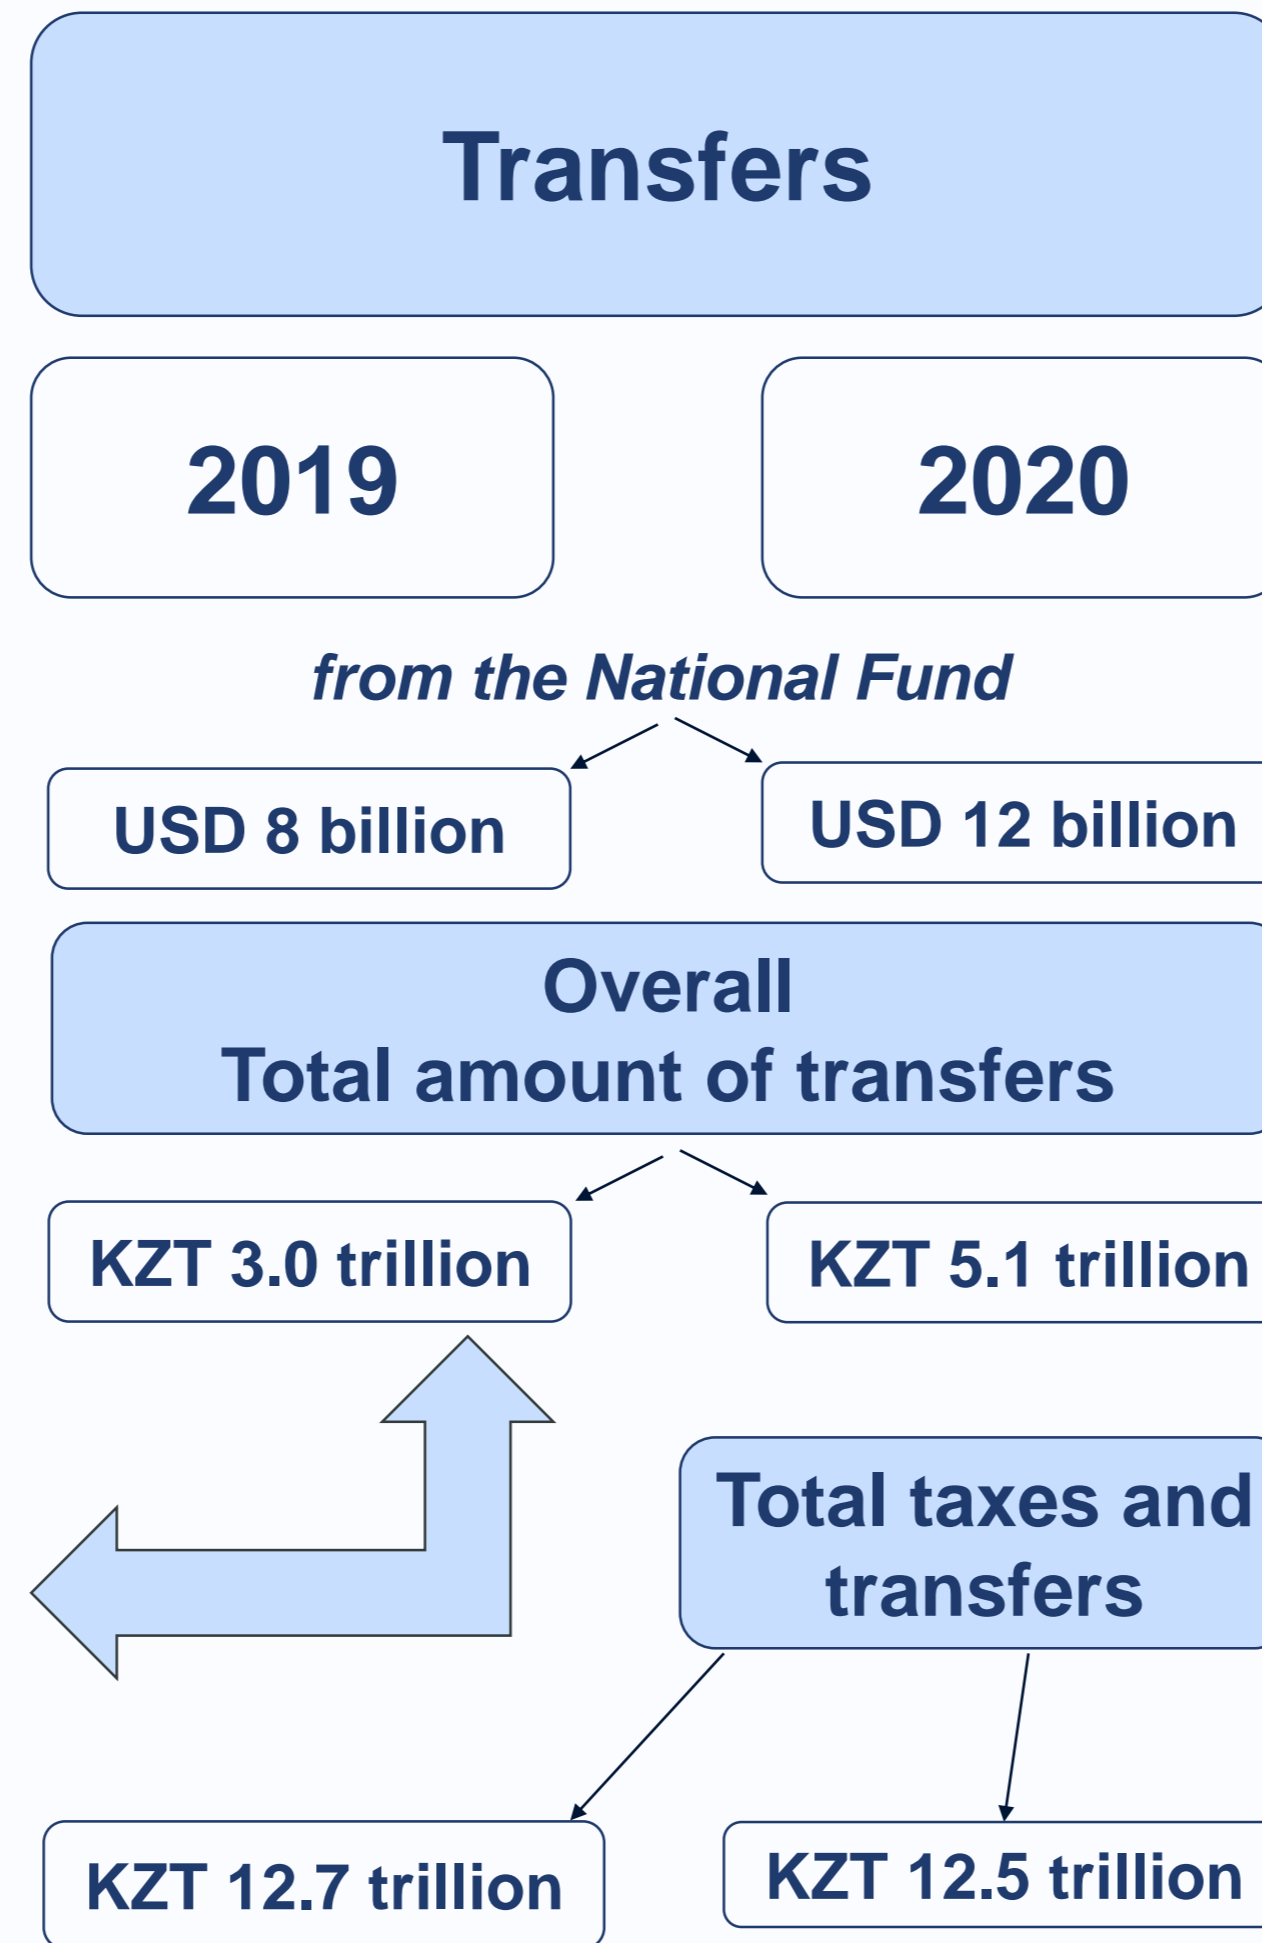 Transfers
2019
2020
from the National Fund
USD 8 billion
USD 12 billion
Overall
Total amount of transfers
KZT 3.0 trillion
KZT 5.1 trillion
Total taxes and
transfers
KZT 12.7 trillion
KZT 12.5 trillion